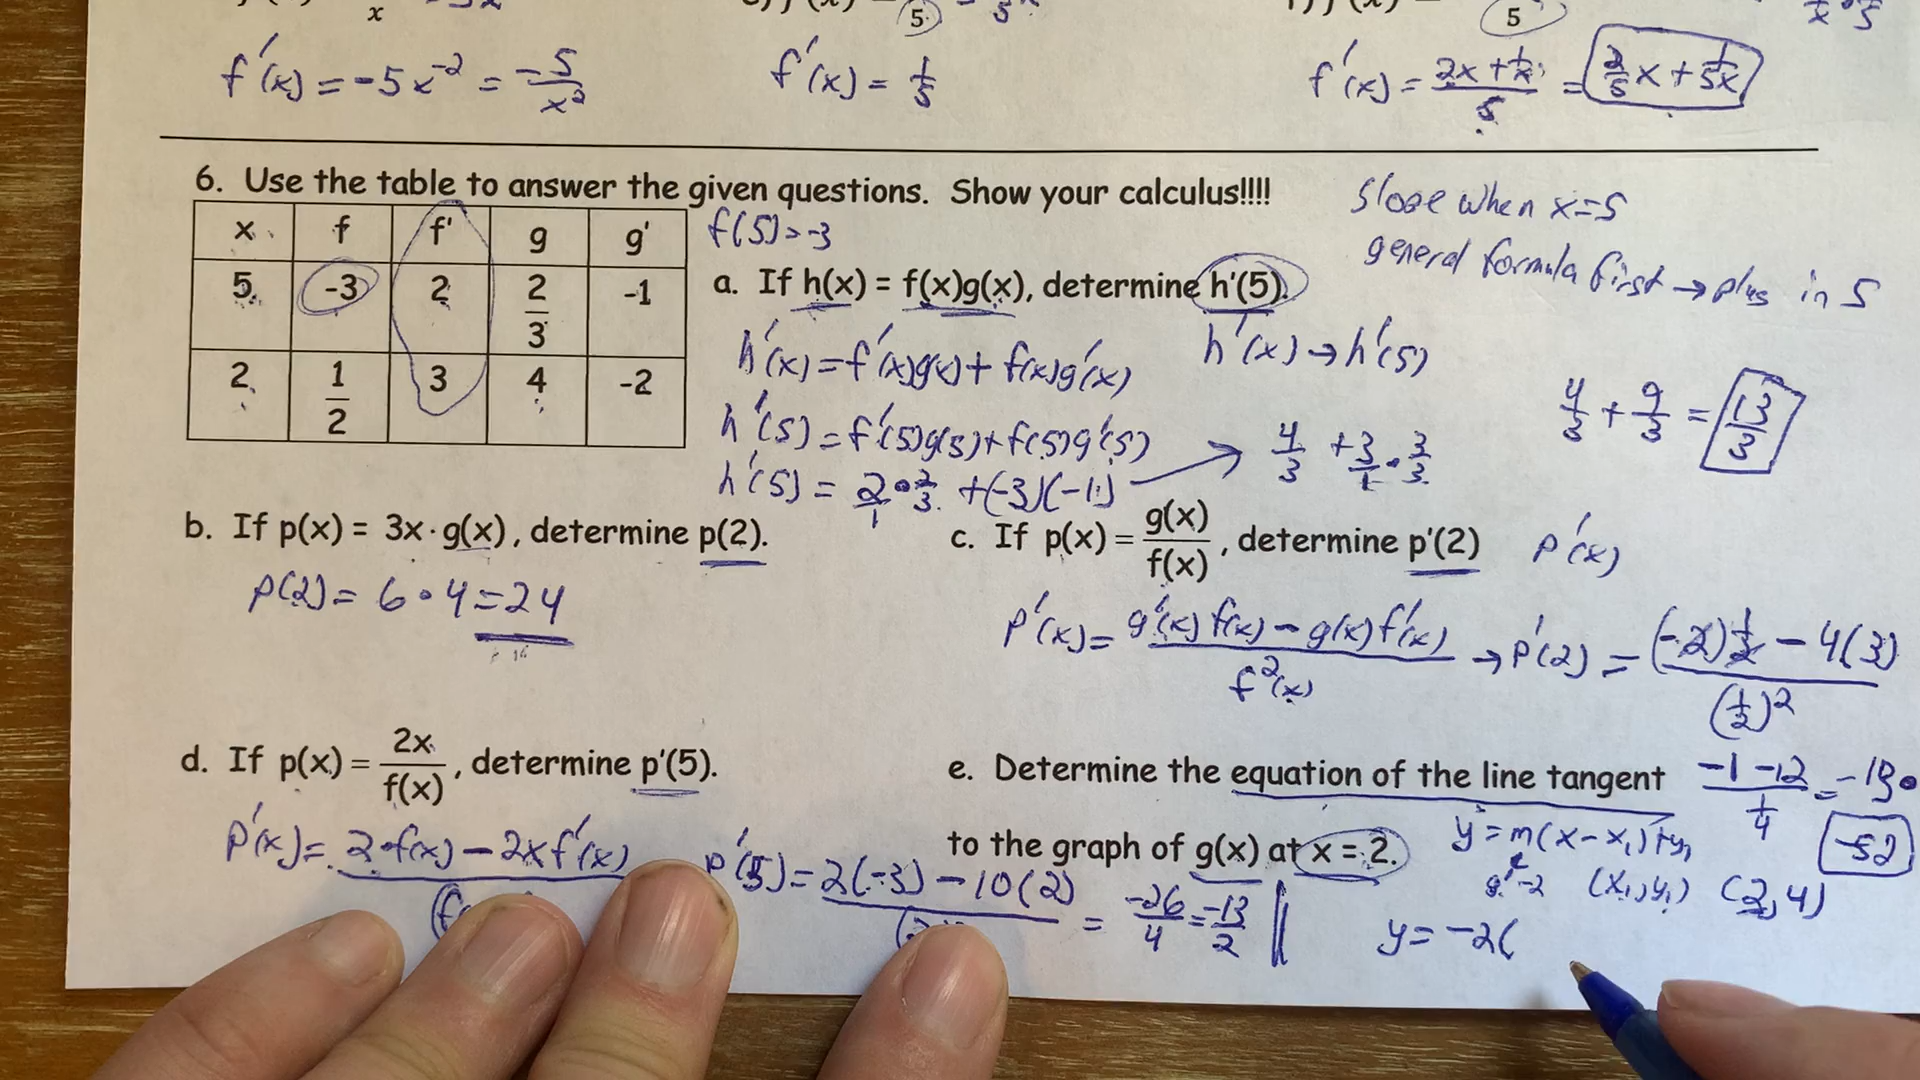 x
5
5
f'(x) = -5x⁻² = -5/x²
f'(x) = 1/5
f'(x) = (2x + 1/x)/5 = 2/5 x + 1/5x
6. Use the table to answer the given questions. Show your calculus!!!!
slope when x=5
general formula first → plug in 5
x f f' g g'
5 -3 2 2/3 -1
2 1/2 3 4 -2
f(5) = -3
a. If h(x) = f(x)g(x), determine h'(5).
h'(x) = f'(x)g(x) + f(x)g'(x)
h'(x) → h'(5)
h'(5) = f'(5)g(5) + f(5)g'(5)
h'(5) = 2/1 • 2/3 + (-3)(-1) → 4/3 + 3/1 • 3/3
4/3 + 9/3 = 13/3
b. If p(x) = 3x·g(x), determine p(2).
p(2) = 6 • 4 = 24
c. If p(x) = g(x)/f(x), determine p'(2)
p'(x)
p'(x) = (g'(x) f(x) - g(x) f'(x))/f²(x) → p'(2) = ((-2)1/2 - 4(3))/(1/2)²
(-1 - 12)/(1/4) = -13 •
-52
d. If p(x) = 2x/f(x), determine p'(5).
p'(x) = 2·f(x) - 2x f'(x)
p'(5) = 2(-3) - 10(2)
= -26/4 = -13/2
e. Determine the equation of the line tangent
to the graph of g(x) at x = 2.
y = m(x - x₁) + y₁
-2 (x₁, y₁) (2, 4)
y = -2(